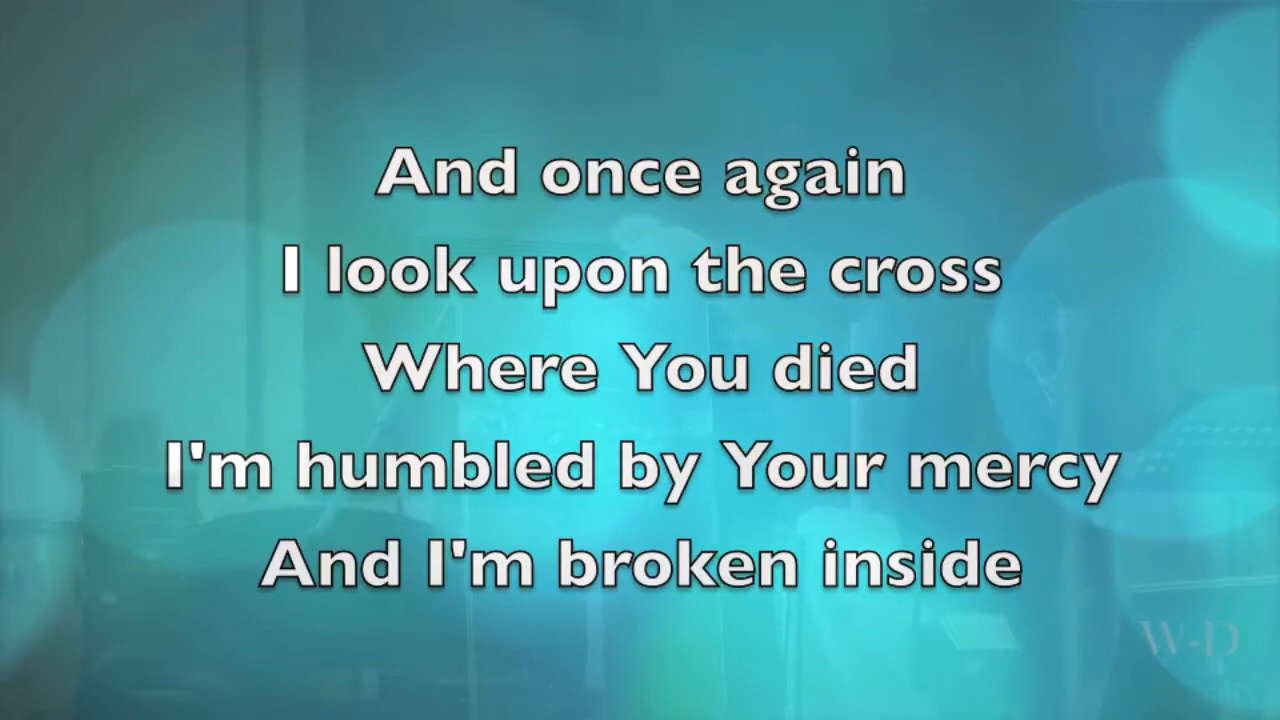 And once again
I look upon the cross
Where You died
I'm humbled by Your mercy
And I'm broken inside
W-D